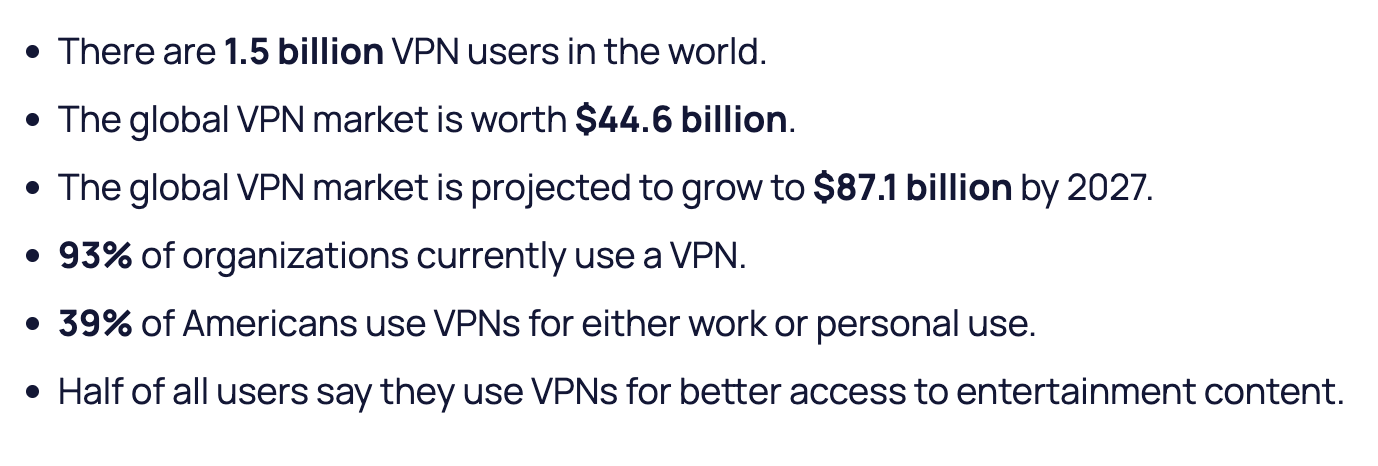 • There are 1.5 billion VPN users in the world.
• The global VPN market is worth $44.6 billion.
• The global VPN market is projected to grow to $87.1 billion by 2027.
• 93% of organizations currently use a VPN.
• 39% of Americans use VPNs for either work or personal use.
• Half of all users say they use VPNs for better access to entertainment content.